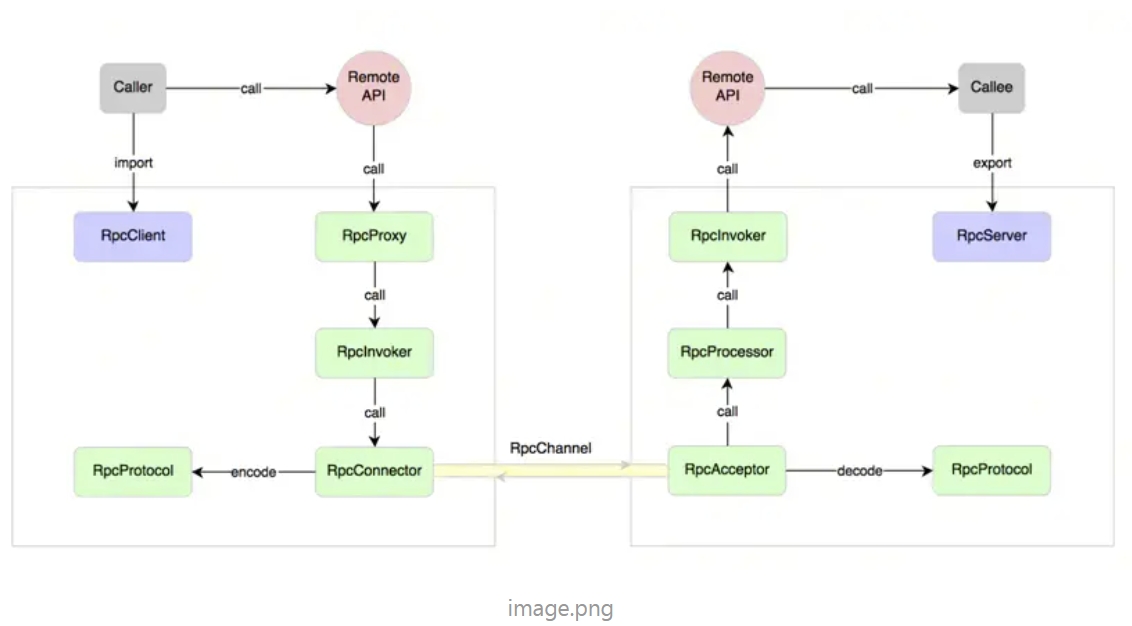 Caller
call
Remote
API
Remote
API
call
Callee
import
call
call
export
RpcClient
RpcProxy
RpcInvoker
RpcServer
call
call
RpcInvoker
RpcProcessor
call
call
RpcChannel
RpcProtocol
encode
RpcConnector
RpcAcceptor
decode
RpcProtocol
image.png